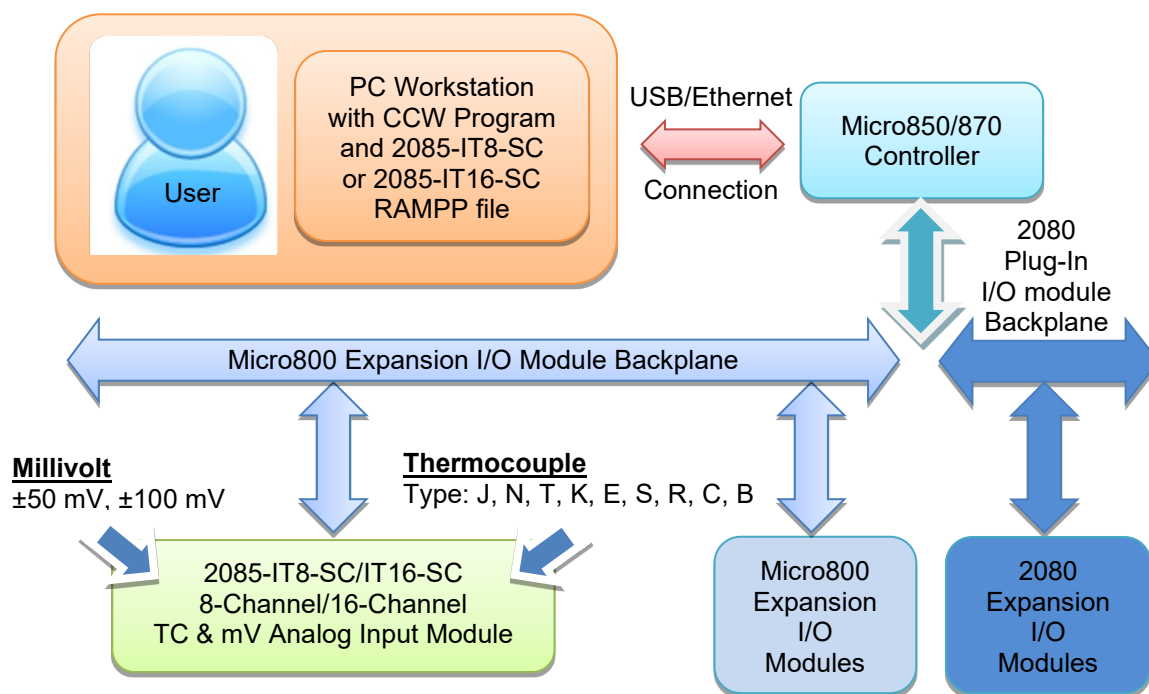 User
PC Workstation
with CCW Program
and 2085-IT8-SC
or 2085-IT16-SC
RAMPP file
USB/Ethernet
Connection
Micro850/870
Controller
2080
Plug-In
I/O module
Backplane
Micro800 Expansion I/O Module Backplane
Millivolt
±50 mV, ±100 mV
Thermocouple
Type: J, N, T, K, E, S, R, C, B
2085-IT8-SC/IT16-SC
8-Channel/16-Channel
TC & mV Analog Input Module
Micro800
Expansion
I/O
Modules
2080
Expansion
I/O
Modules